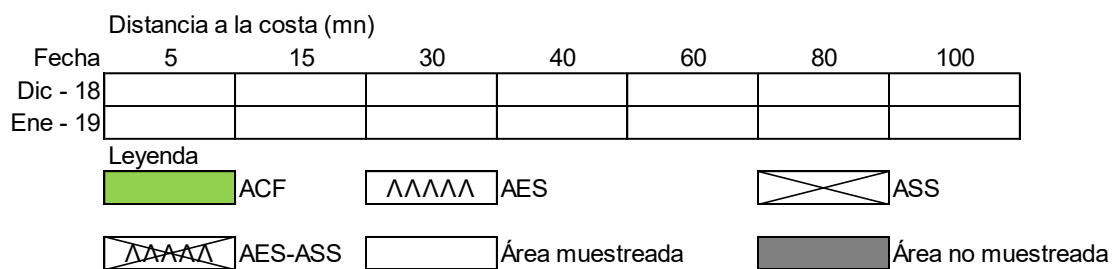 Distancia a la costa (mn)
Fecha 5 15 30 40 60 80 100
Dic - 18
Ene - 19
Leyenda
ACF ΛΛΛΛΛ AES ASS
ΛΛΛΛΛ AES-ASS Área muestreada Área no muestreada